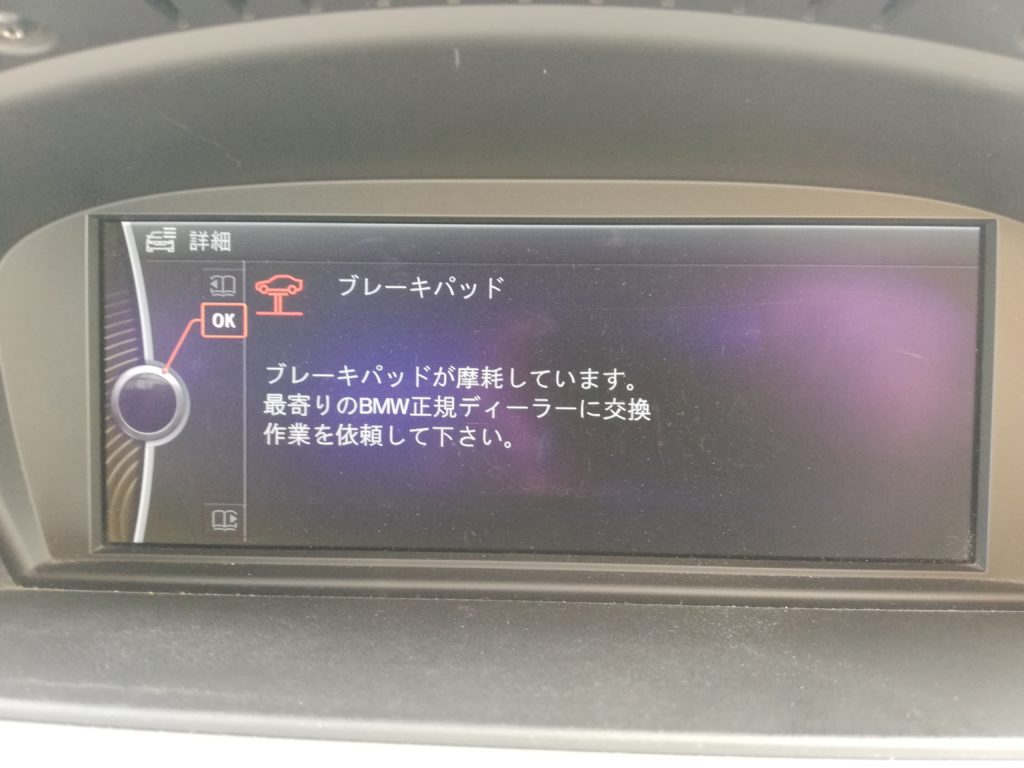 詳細
OK
ブレーキパッド
ブレーキパッドが摩耗しています。
最寄りのBMW正規ディーラーに交換
作業を依頼して下さい。